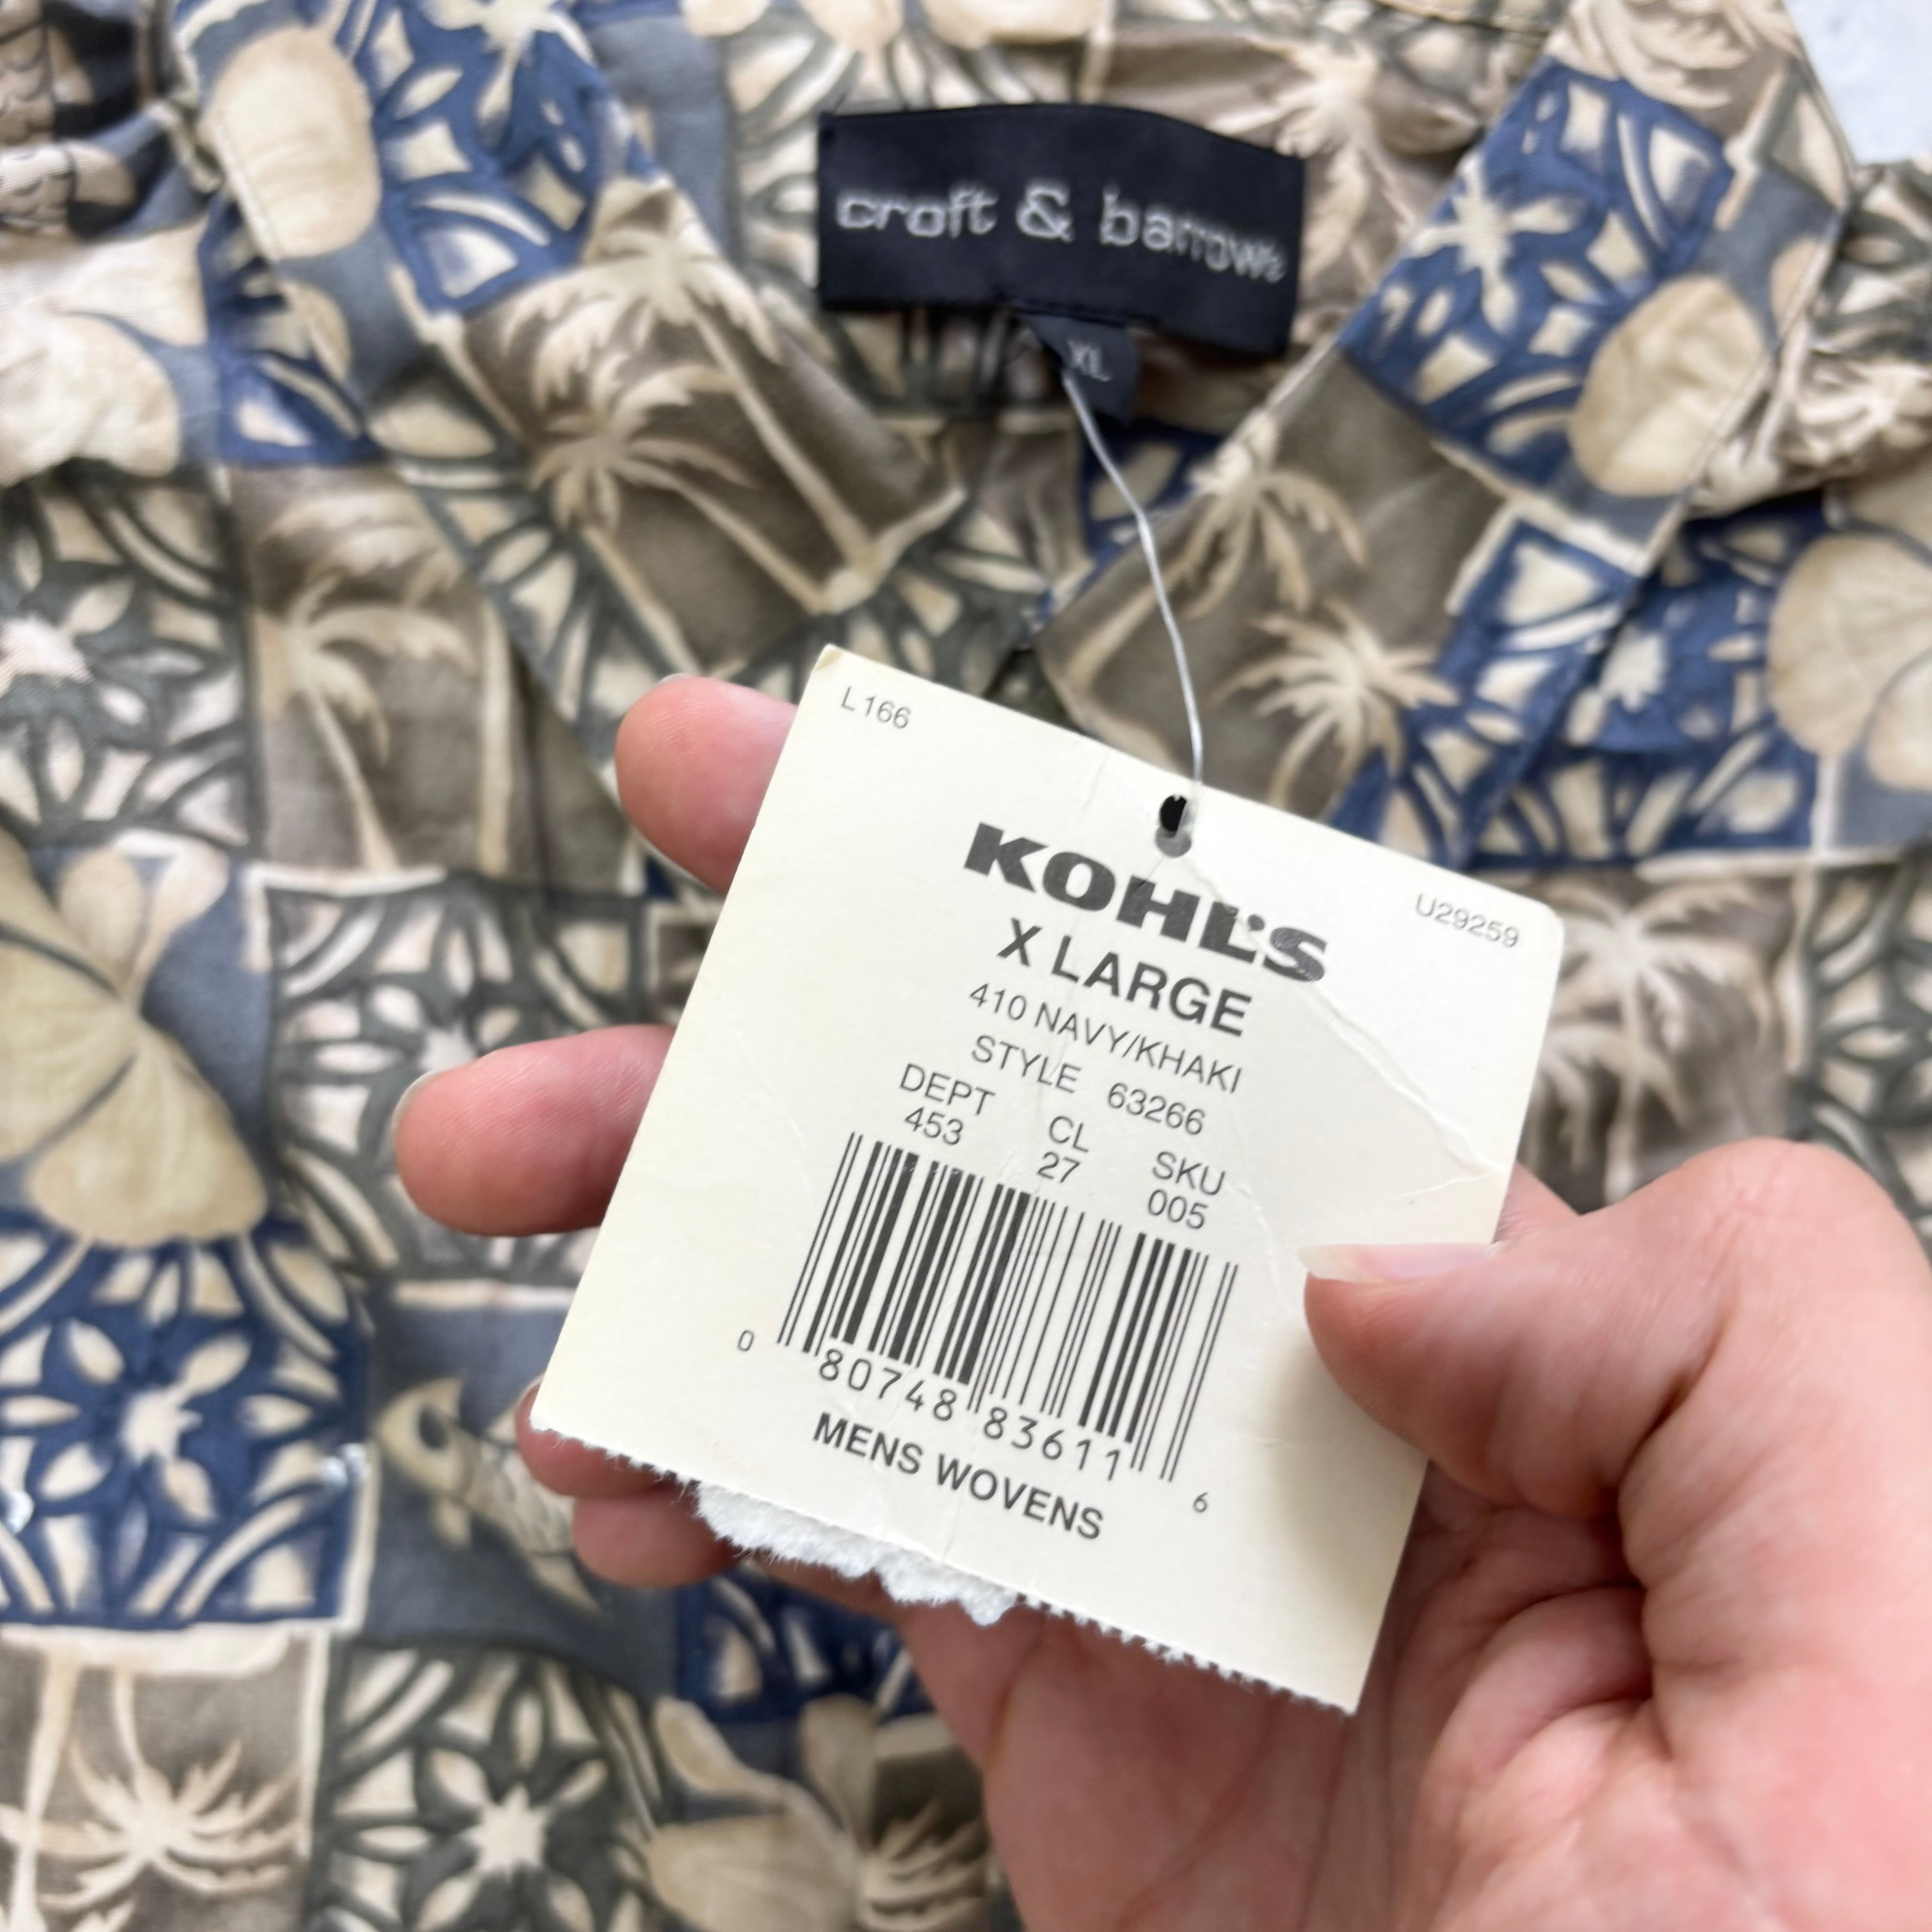 croft & barrow®
XL
L166
U29259
KOHL'S
X LARGE
410 NAVY/KHAKI
STYLE 63266
DEPT CL SKU
453 27 005
0 80748 83611 6
MENS WOVENS